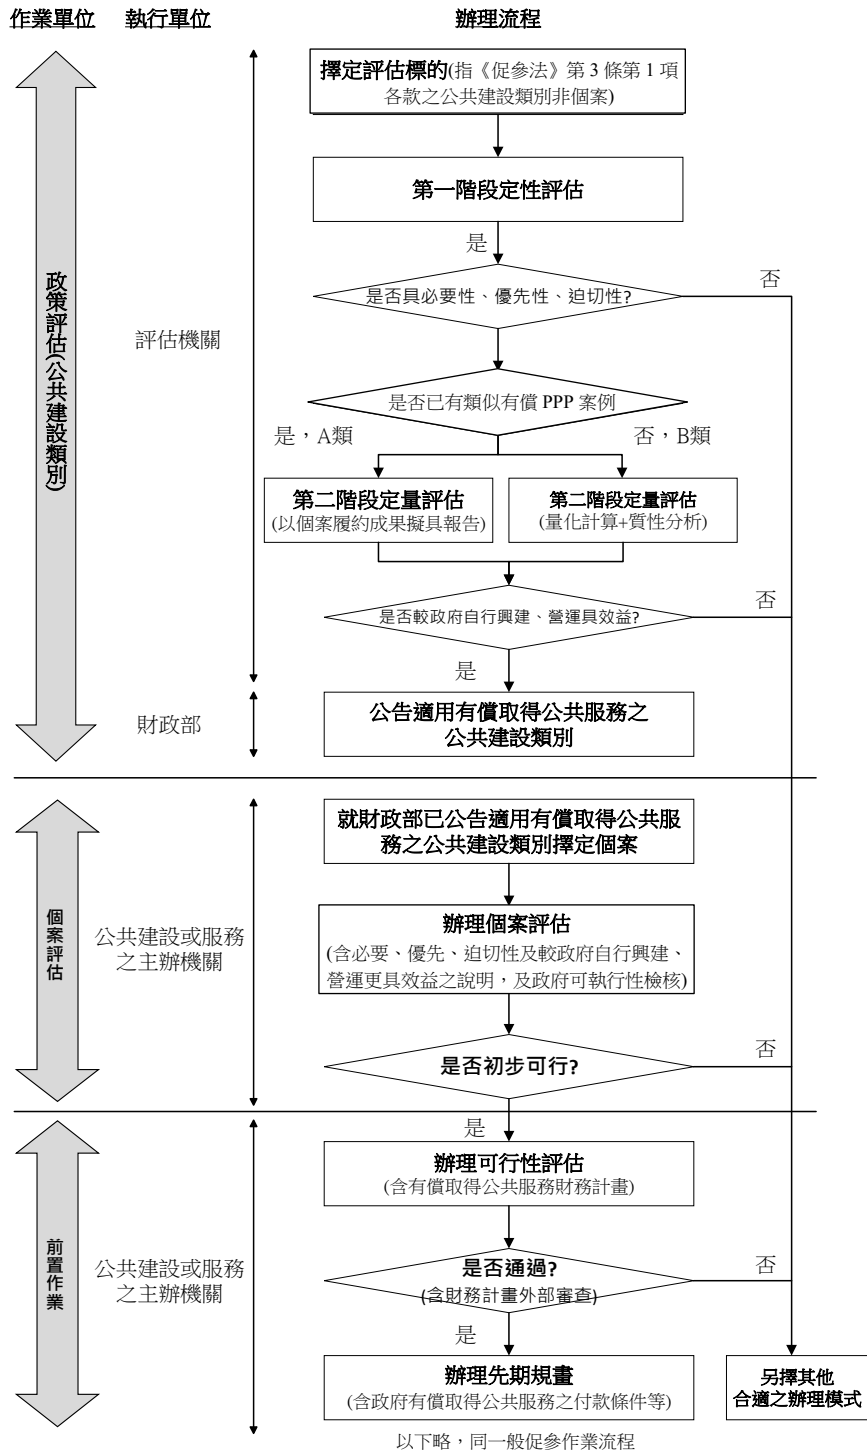 作業單位
執行單位
辦理流程
擇定評估標的(指《促參法》第 3 條第 1 項
各款之公共建設類別非個案)
第一階段定性評估
是
否
是否具必要性、優先性、迫切性?
政策評估(公共建設類別)
評估機關
是否已有類似有償 PPP 案例
是，A類
否，B類
第二階段定量評估
(以個案履約成果擬具報告)
第二階段定量評估
(量化計算+質性分析)
否
是否較政府自行興建、營運具效益?
是
財政部
公告適用有償取得公共服務之
公共建設類別
就財政部已公告適用有償取得公共服
務之公共建設類別擇定個案
個案評估
公共建設或服務
之主辦機關
辦理個案評估
(含必要、優先、迫切性及較政府自行興建、
營運更具效益之說明，及政府可執行性檢核)
否
是否初步可行?
是
辦理可行性評估
(含有償取得公共服務財務計畫)
前置作業
公共建設或服務
之主辦機關
否
是否通過?
(含財務計畫外部審查)
是
辦理先期規畫
(含政府有償取得公共服務之付款條件等)
另擇其他
合適之辦理模式
以下略，同一般促參作業流程